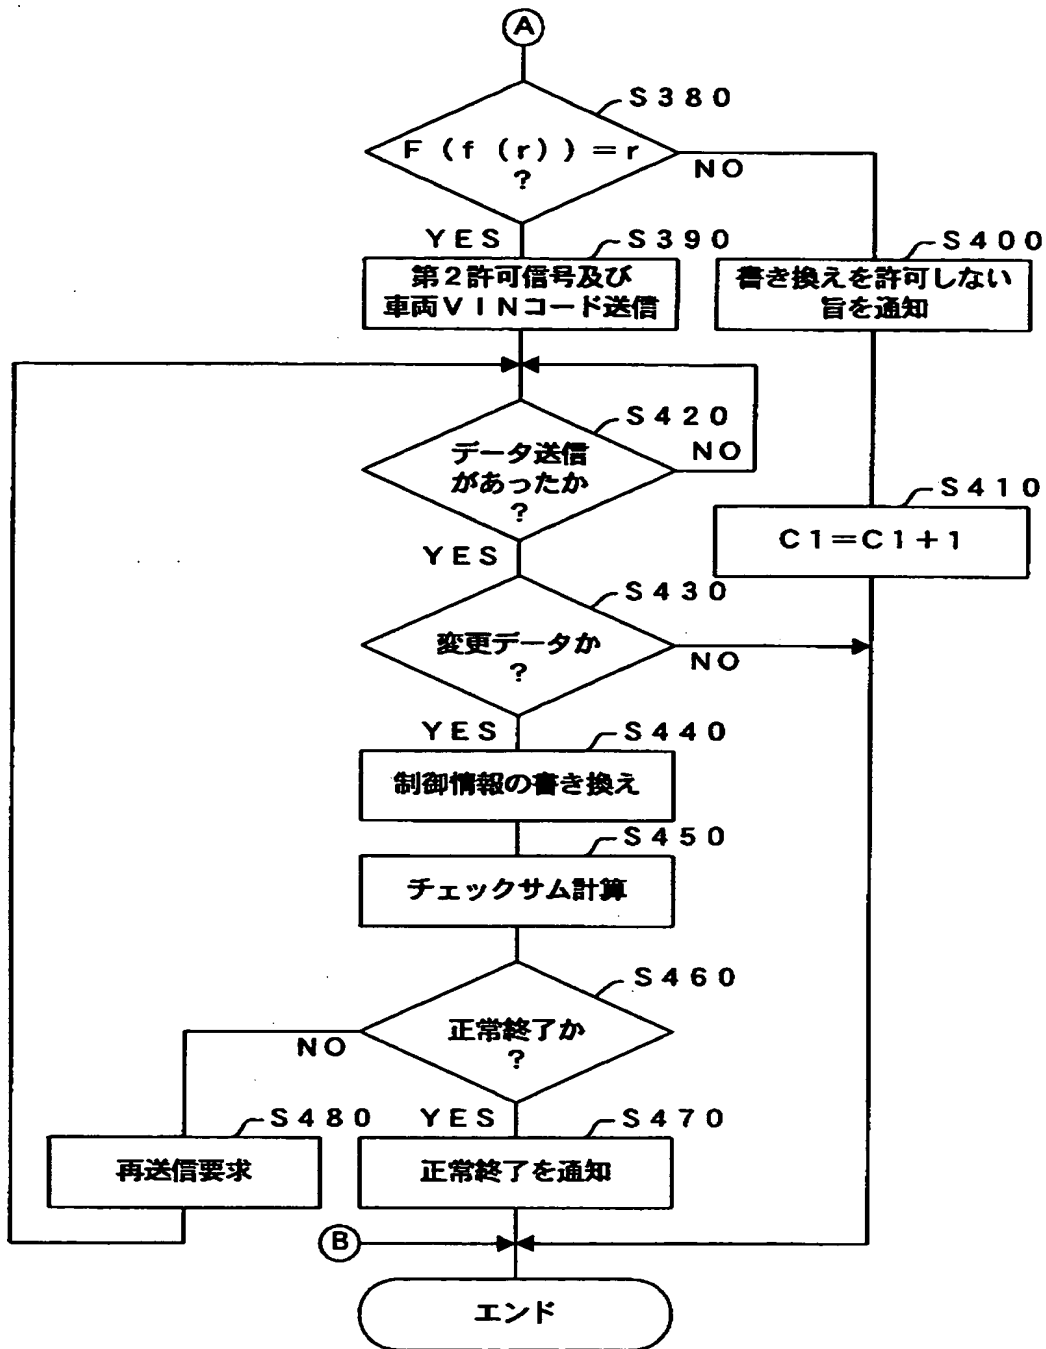 A
S380
F(f(r))=r
?
NO
YES
S390
第2許可信号及び
車両VINコード送信
S400
書き換えを許可しない
旨を通知
S420
データ送信
があったか
?
NO
YES
S410
C1=C1+1
S430
変更データか
?
NO
YES
S440
制御情報の書き換え
S450
チェックサム計算
S460
正常終了か
?
NO
YES
S480
再送信要求
S470
正常終了を通知
B
エンド